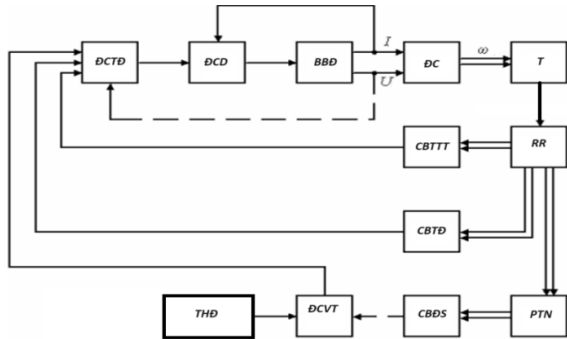 I
ω
ĐCTĐ
ĐCD
BBĐ
ĐC
T
U
CBTTT
RR
CBTĐ
THĐ
ĐCVT
CBĐS
PTN